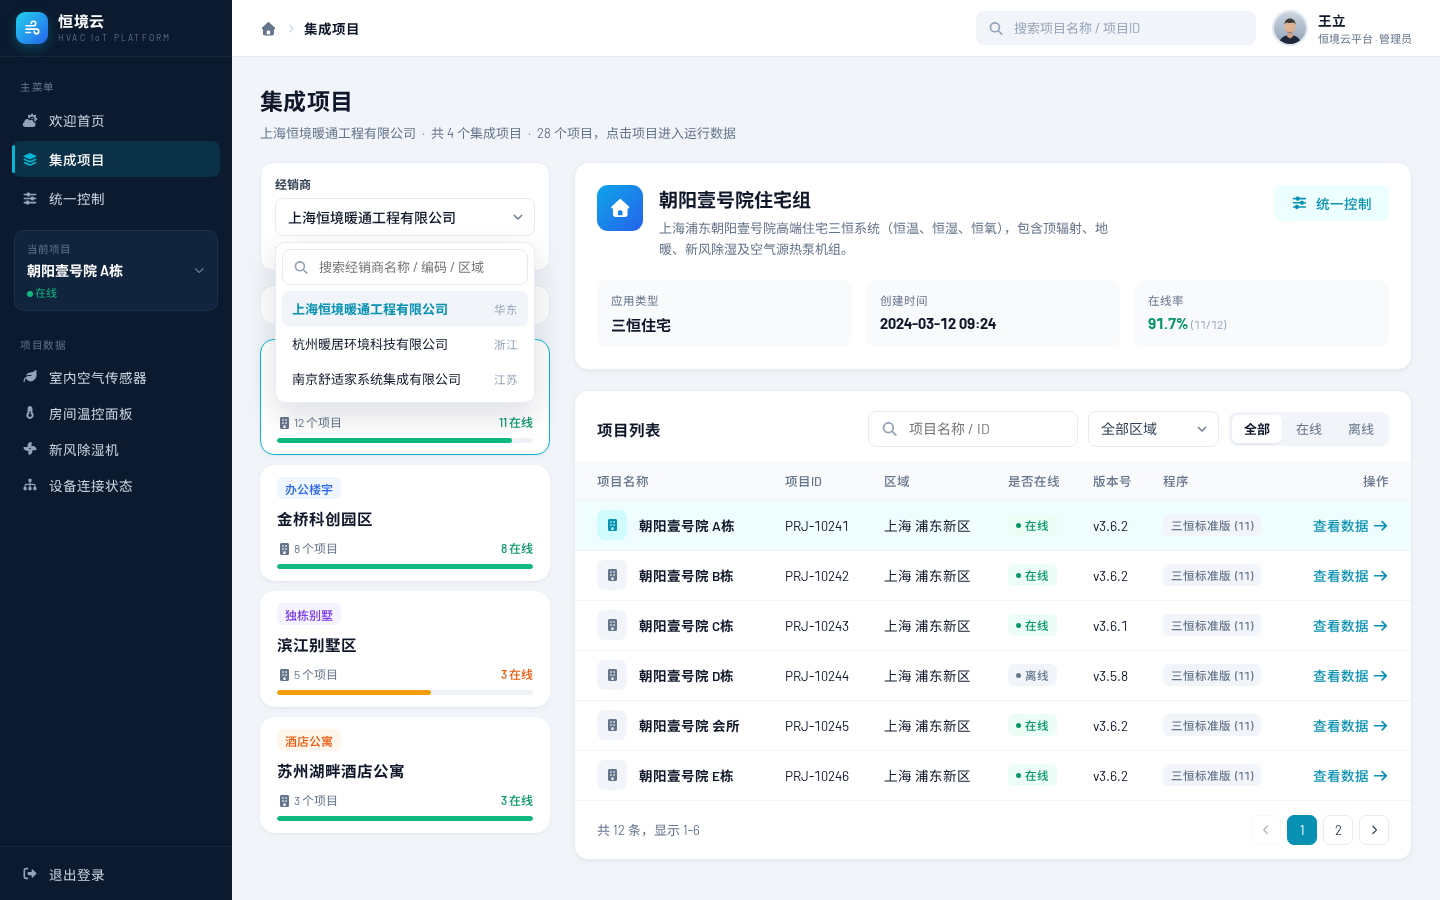 恒境云
HVAC IoT PLATFORM
主菜单
欢迎首页
集成项目
统一控制
当前项目
朝阳壹号院 A栋
在线
项目数据
室内空气传感器
房间温控面板
新风除湿机
设备连接状态
退出登录
集成项目
搜索项目名称 / 项目ID
王立
恒境云平台 · 管理员
集成项目
上海恒境暖通工程有限公司 · 共 4 个集成项目 · 28 个项目，点击项目进入运行数据
经销商
上海恒境暖通工程有限公司
搜索经销商名称 / 编码 / 区域
上海恒境暖通工程有限公司 华东
杭州暖居环境科技有限公司 浙江
南京舒适家系统集成有限公司 江苏
12 个项目 11 在线
办公楼宇
金桥科创园区
8 个项目 8 在线
独栋别墅
滨江别墅区
5 个项目 3 在线
酒店公寓
苏州湖畔酒店公寓
3 个项目 3 在线
朝阳壹号院住宅组
上海浦东朝阳壹号院高端住宅三恒系统（恒温、恒湿、恒氧），包含顶辐射、地
暖、新风除湿及空气源热泵机组。
统一控制
应用类型
三恒住宅
创建时间
2024-03-12 09:24
在线率
91.7% (11/12)
项目列表
项目名称 / ID
全部区域
全部 在线 离线
项目名称 项目ID 区域 是否在线 版本号 程序 操作
朝阳壹号院 A栋 PRJ-10241 上海 浦东新区 在线 v3.6.2 三恒标准版 (11) 查看数据
朝阳壹号院 B栋 PRJ-10242 上海 浦东新区 在线 v3.6.2 三恒标准版 (11) 查看数据
朝阳壹号院 C栋 PRJ-10243 上海 浦东新区 在线 v3.6.1 三恒标准版 (11) 查看数据
朝阳壹号院 D栋 PRJ-10244 上海 浦东新区 离线 v3.5.8 三恒标准版 (11) 查看数据
朝阳壹号院 会所 PRJ-10245 上海 浦东新区 在线 v3.6.2 三恒标准版 (11) 查看数据
朝阳壹号院 E栋 PRJ-10246 上海 浦东新区 在线 v3.6.2 三恒标准版 (11) 查看数据
共 12 条，显示 1-6
1 2